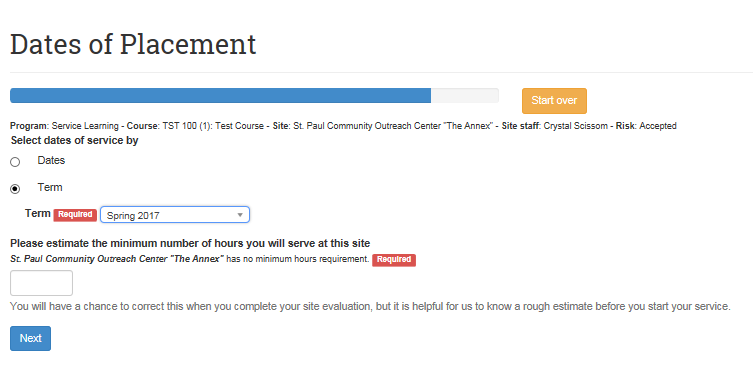 Dates of Placement
Start over
Program: Service Learning - Course: TST 100 (1): Test Course - Site: St. Paul Community Outreach Center "The Annex" - Site staff: Crystal Scissom - Risk: Accepted
Select dates of service by
Dates
Term
Term Required Spring 2017
Please estimate the minimum number of hours you will serve at this site
St. Paul Community Outreach Center "The Annex" has no minimum hours requirement. Required
You will have a chance to correct this when you complete your site evaluation, but it is helpful for us to know a rough estimate before you start your service.
Next